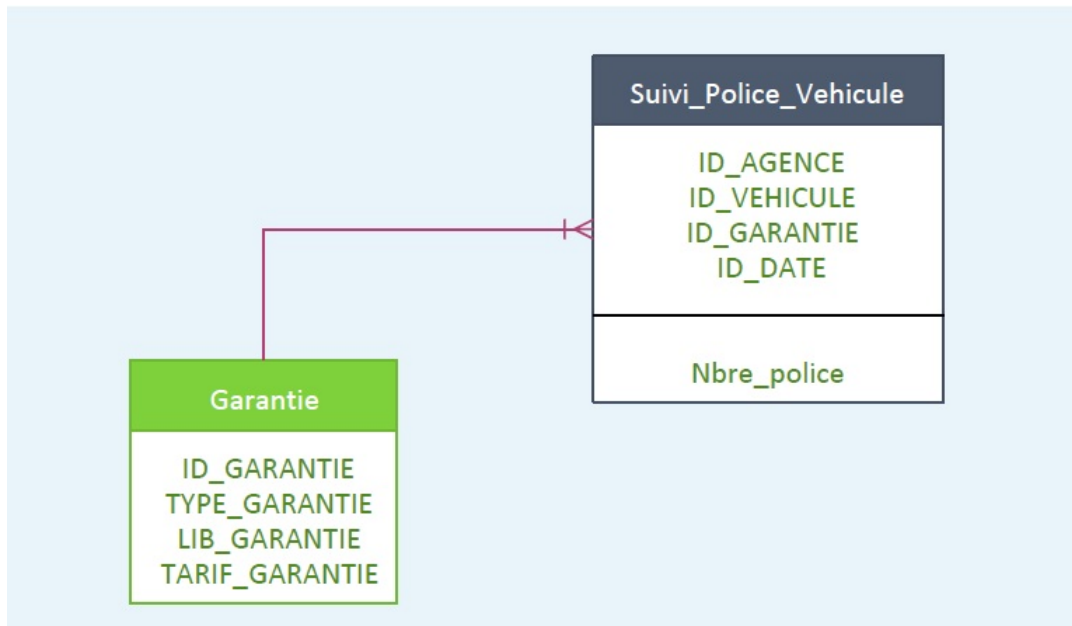 Suivi_Police_Vehicule
ID_AGENCE
ID_VEHICULE
ID_GARANTIE
ID_DATE
Nbre_police
Garantie
ID_GARANTIE
TYPE_GARANTIE
LIB_GARANTIE
TARIF_GARANTIE